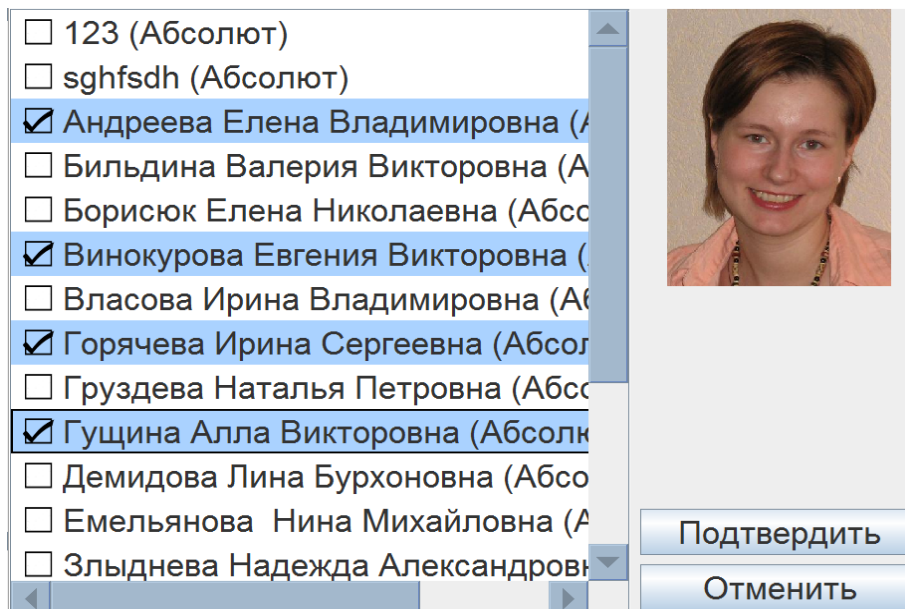 123 (Абсолют)
sghfsdh (Абсолют)
Андреева Елена Владимировна (А
Бильдина Валерия Викторовна (А
Борисюк Елена Николаевна (Абсо
Винокурова Евгения Викторовна (
Власова Ирина Владимировна (Аб
Горячева Ирина Сергеевна (Абсол
Груздева Наталья Петровна (Абсо
Гущина Алла Викторовна (Абсолю
Демидова Лина Бурхоновна (Абсо
Емельянова  Нина Михайловна (А
Злыднева Надежда Александровн
Подтвердить
Отменить